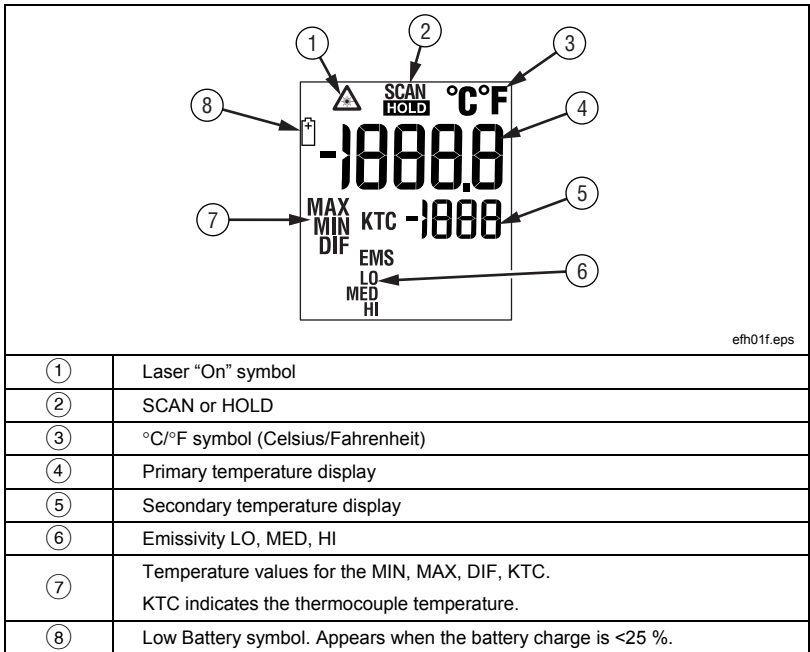 1
2
3
8
SCAN
HOLD
°C°F
4
-1888.8
5
7
MAX
MIN
DIF
KTC
-1888
EMS
LO
MED
HI
6
efh01f.eps
1 Laser “On” symbol
2 SCAN or HOLD
3 °C/°F symbol (Celsius/Fahrenheit)
4 Primary temperature display
5 Secondary temperature display
6 Emissivity LO, MED, HI
7 Temperature values for the MIN, MAX, DIF, KTC.
KTC indicates the thermocouple temperature.
8 Low Battery symbol. Appears when the battery charge is <25 %.